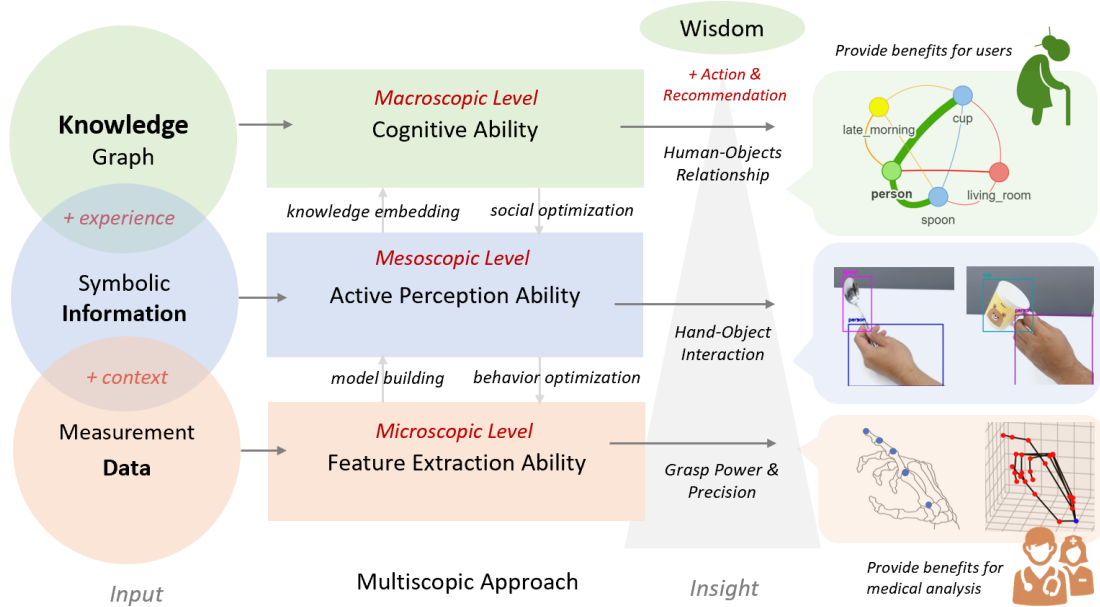 Wisdom
Provide benefits for users
Knowledge
Graph
Macroscopic Level
Cognitive Ability
+ Action &
Recommendation
Human-Objects
Relationship
late_morning
cup
person
living_room
spoon
+ experience
knowledge embedding
social optimization
Symbolic
Information
Mesoscopic Level
Active Perception Ability
Hand-Object
Interaction
person
person
+ context
model building
behavior optimization
Measurement
Data
Microscopic Level
Feature Extraction Ability
Grasp Power &
Precision
Input
Multiscopic Approach
Insight
Provide benefits for
medical analysis